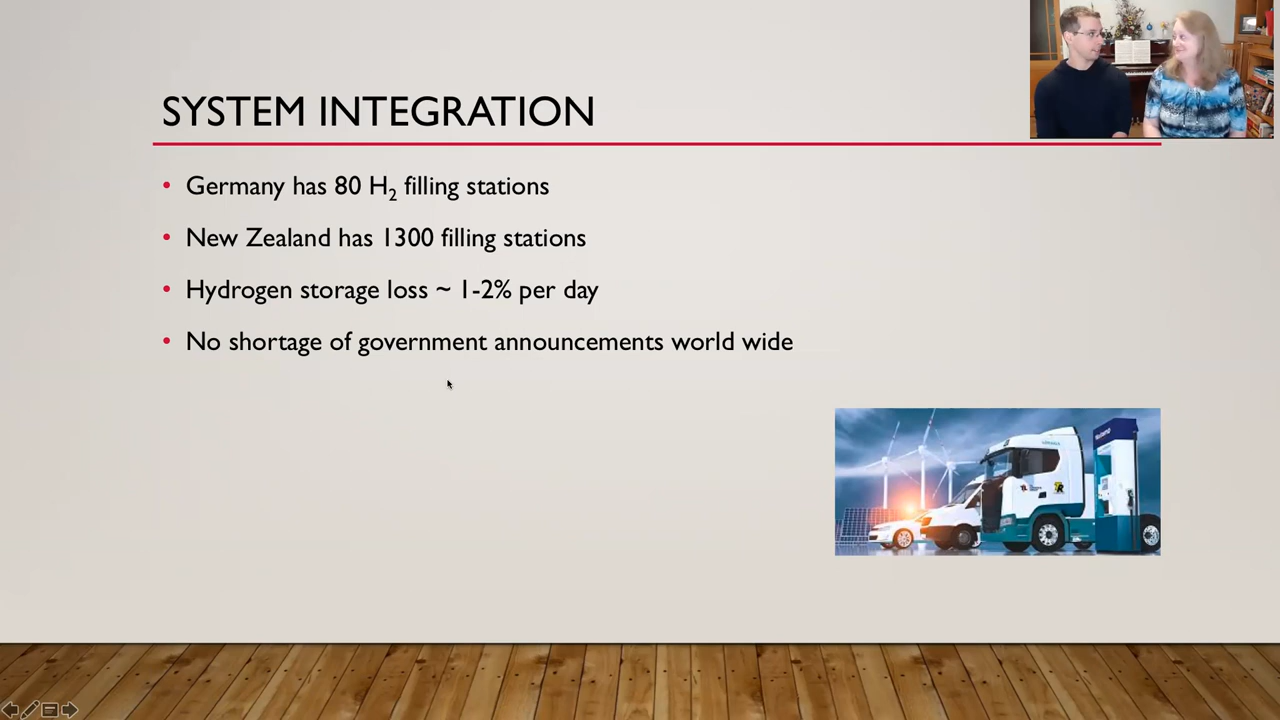 SYSTEM INTEGRATION
• Germany has 80 H₂ filling stations
• New Zealand has 1300 filling stations
• Hydrogen storage loss ~ 1-2% per day
• No shortage of government announcements world wide